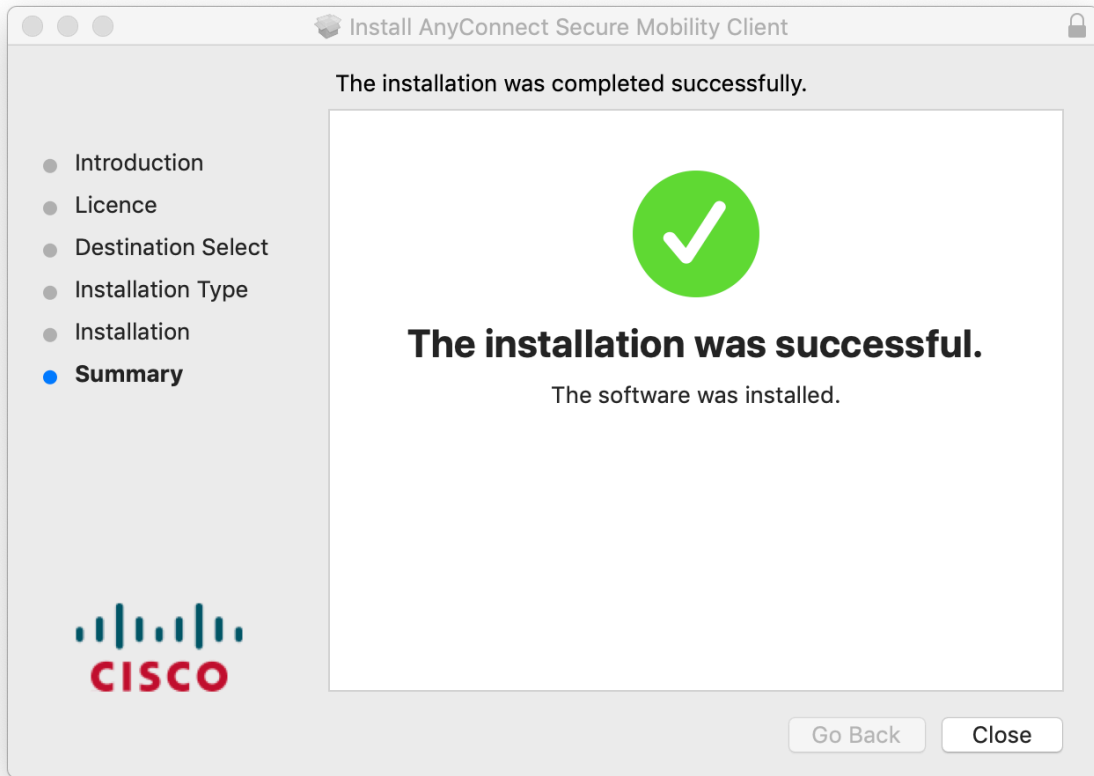 Install AnyConnect Secure Mobility Client
The installation was completed successfully.
Introduction
Licence
Destination Select
Installation Type
Installation
Summary
The installation was successful.
The software was installed.
CISCO
Go Back
Close